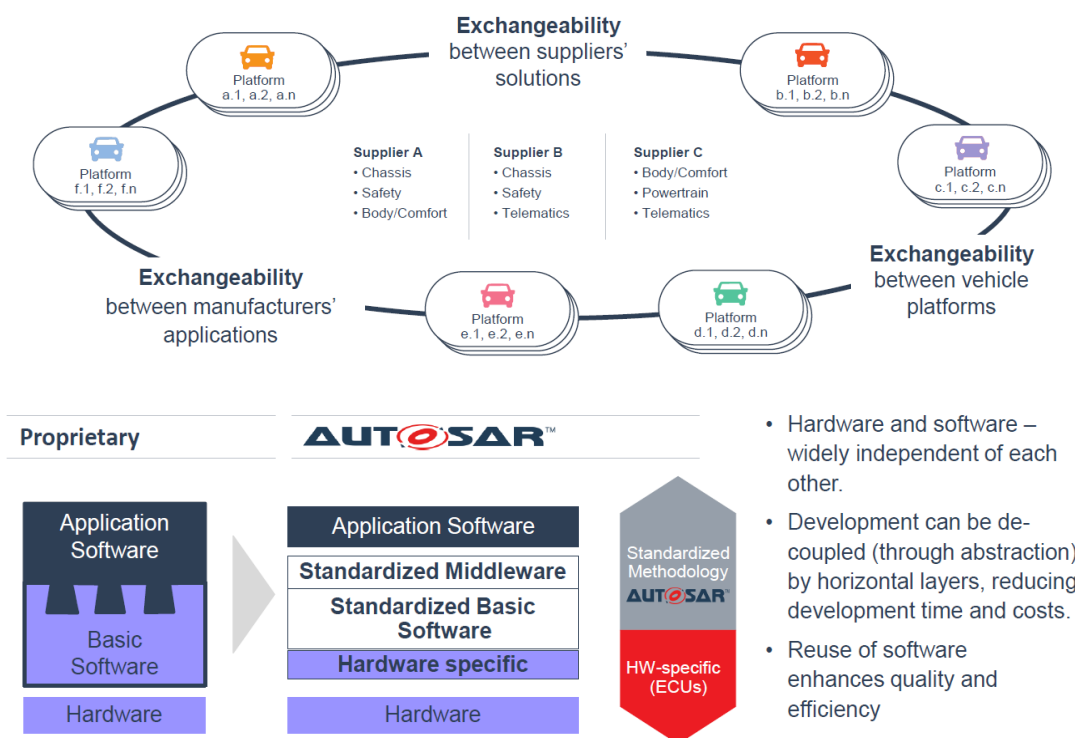 Exchangeability
between suppliers'
solutions
Platform
a.1, a.2, a.n
Platform
b.1, b.2, b.n
Platform
f.1, f.2, f.n
Platform
c.1, c.2, c.n
Supplier A
• Chassis
• Safety
• Body/Comfort
Supplier B
• Chassis
• Safety
• Telematics
Supplier C
• Body/Comfort
• Powertrain
• Telematics
Exchangeability
between manufacturers'
applications
Exchangeability
between vehicle
platforms
Platform
e.1, e.2, e.n
Platform
d.1, d.2, d.n
Proprietary
AUTOSAR™
Application
Software
Basic
Software
Hardware
Application Software
Standardized Middleware
Standardized Basic
Software
Hardware specific
Hardware
Standardized
Methodology
AUTOSAR™
HW-specific
(ECUs)
• Hardware and software –
widely independent of each
other.
• Development can be de-
coupled (through abstraction)
by horizontal layers, reducing
development time and costs.
• Reuse of software
enhances quality and
efficiency